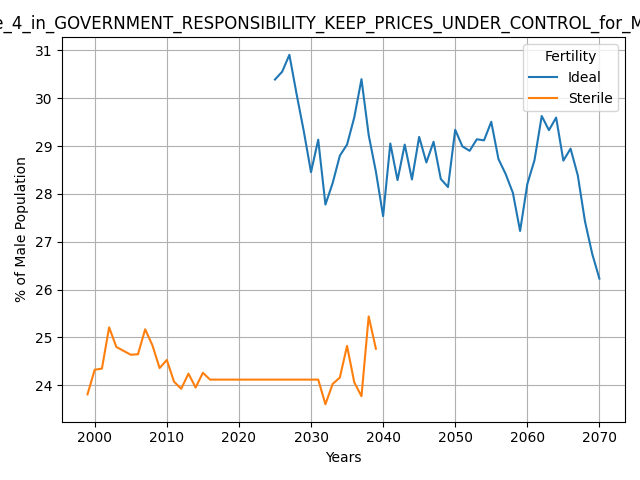 e_4_in_GOVERNMENT_RESPONSIBILITY_KEEP_PRICES_UNDER_CONTROL_for_M
Fertility
Ideal
Sterile
% of Male Population
31
30
29
28
27
26
25
24
2000
2010
2020
2030
2040
2050
2060
2070
Years